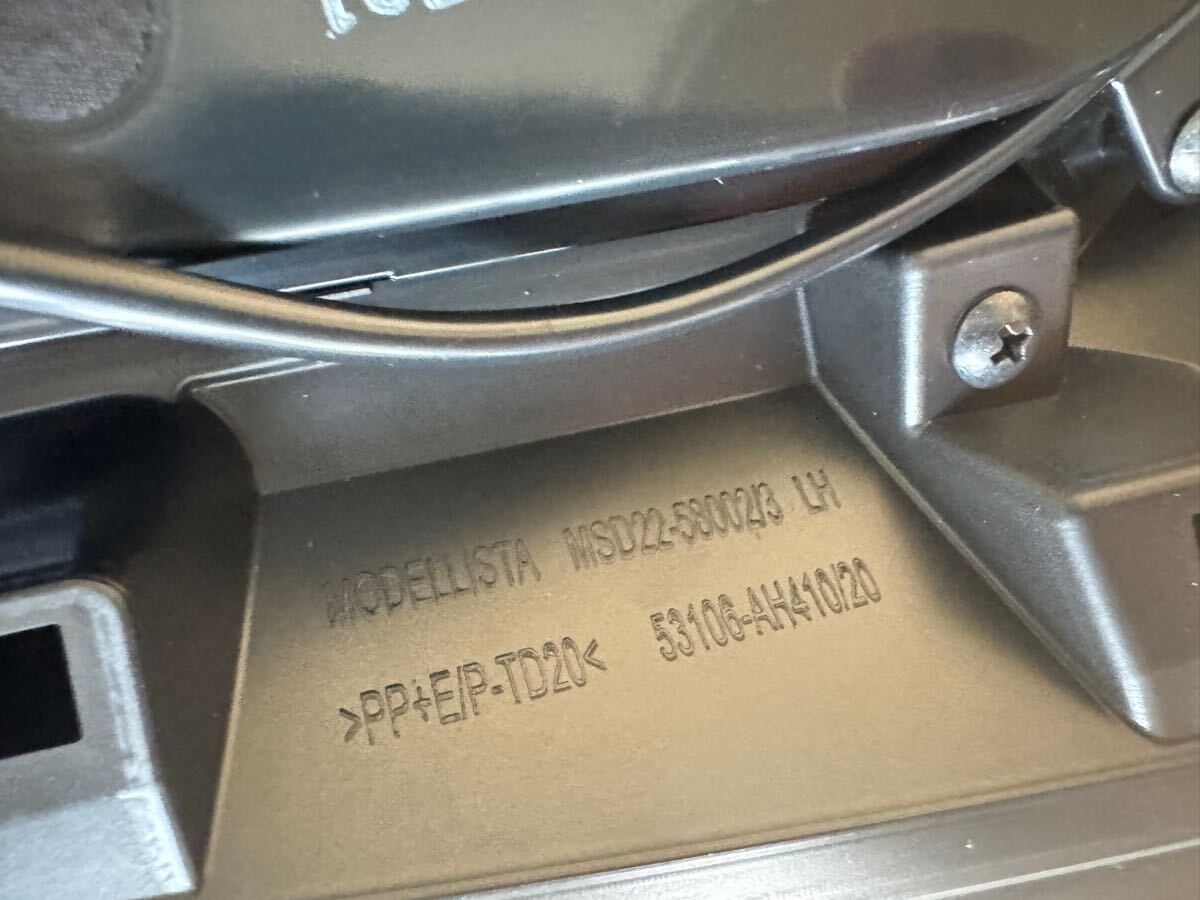 MODELLISTA MSD22-58002/3 LH
>PP+E/P-TD20< 53106-AH410/20